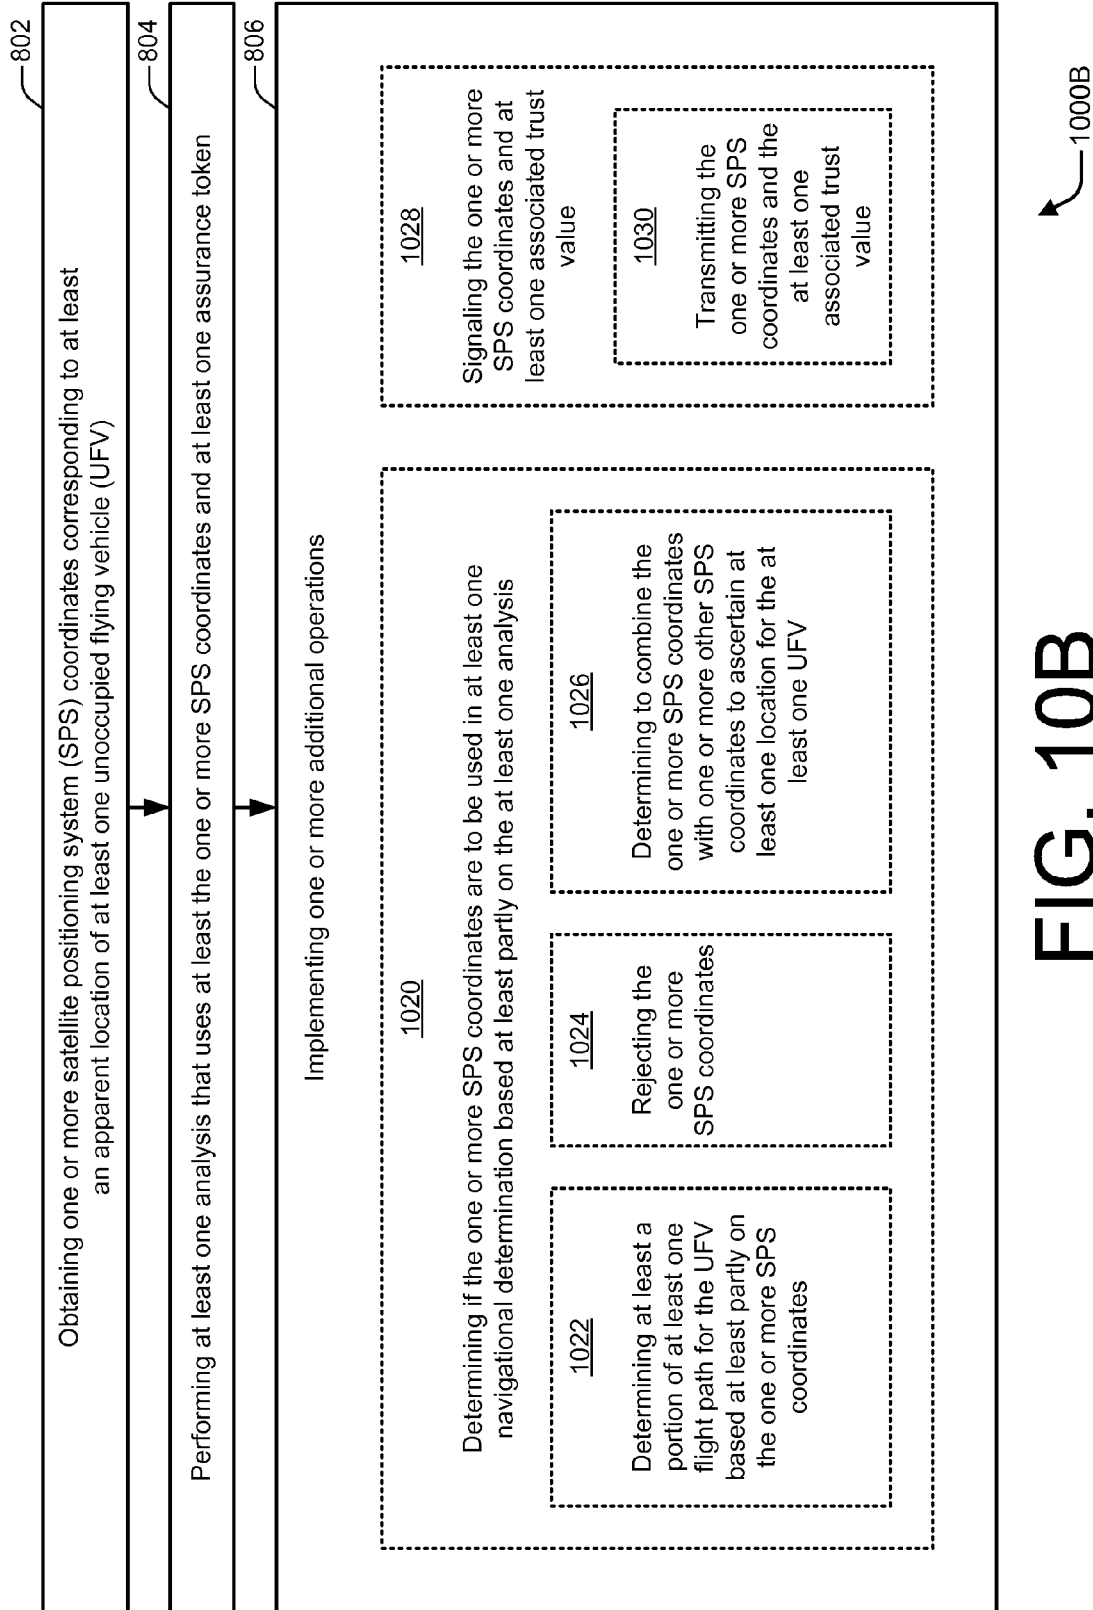 802
Obtaining one or more satellite positioning system (SPS) coordinates corresponding to at least
an apparent location of at least one unoccupied flying vehicle (UFV)
804
Performing at least one analysis that uses at least the one or more SPS coordinates and at least one assurance token
806
Implementing one or more additional operations
1020
Determining if the one or more SPS coordinates are to be used in at least one
navigational determination based at least partly on the at least one analysis
1022
Determining at least a
portion of at least one
flight path for the UFV
based at least partly on
the one or more SPS
coordinates
1024
Rejecting the
one or more
SPS coordinates
1026
Determining to combine the
one or more SPS coordinates
with one or more other SPS
coordinates to ascertain at
least one location for the at
least one UFV
1028
Signaling the one or more
SPS coordinates and at
least one associated trust
value
1030
Transmitting the
one or more SPS
coordinates and the
at least one
associated trust
value
FIG. 10B
1000B